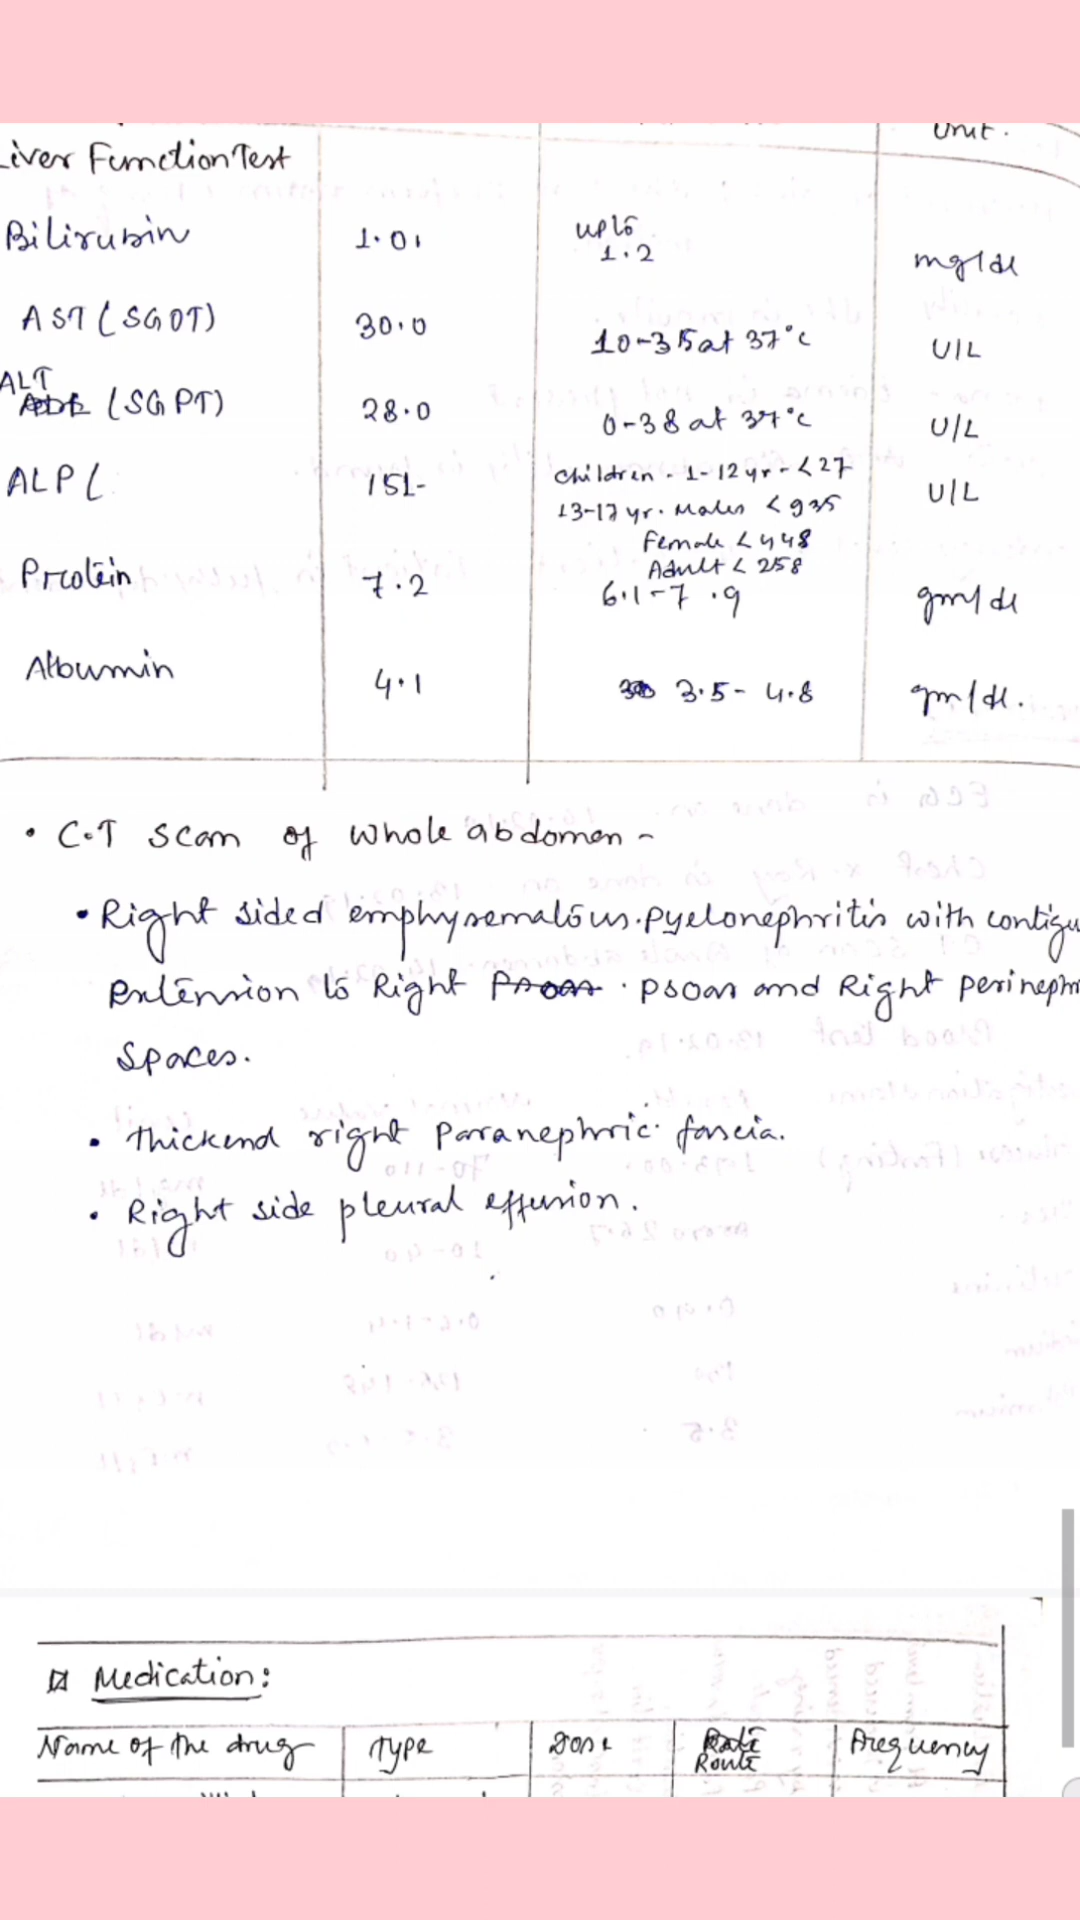 Unit.
Liver Function Test
Bilirubin 1.01 upto 1.2 mg/dl
AST (SGOT) 30.0 10-35 at 37°c U/L
ALT (SGPT) 28.0 0-38 at 37°c U/L
ALP ( 151- Children - 1-12 yr - <27 U/L
13-17 yr. Males <935
Female <448
Adult <258
Prcotein 7.2 6.1-7.9 gm/dl
Albumin 4.1 3.5-4.8 gm/dl.
• C.T scan of whole abdomen -
• Right sided emphysematous. pyelonephritis with contigu
extension to Right psoas and Right perineph
Spaces.
• Thickend right paranephric fascia.
• Right side pleural effusion.
Medication:
Name of the drug Type Dose Route Frequency